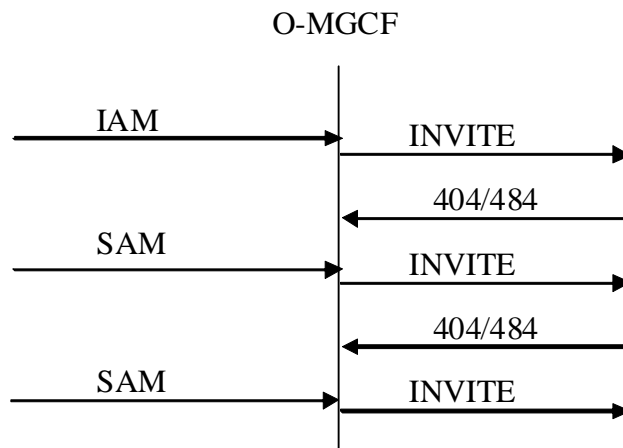 O-MGCF
IAM
INVITE
404/484
SAM
INVITE
404/484
SAM
INVITE